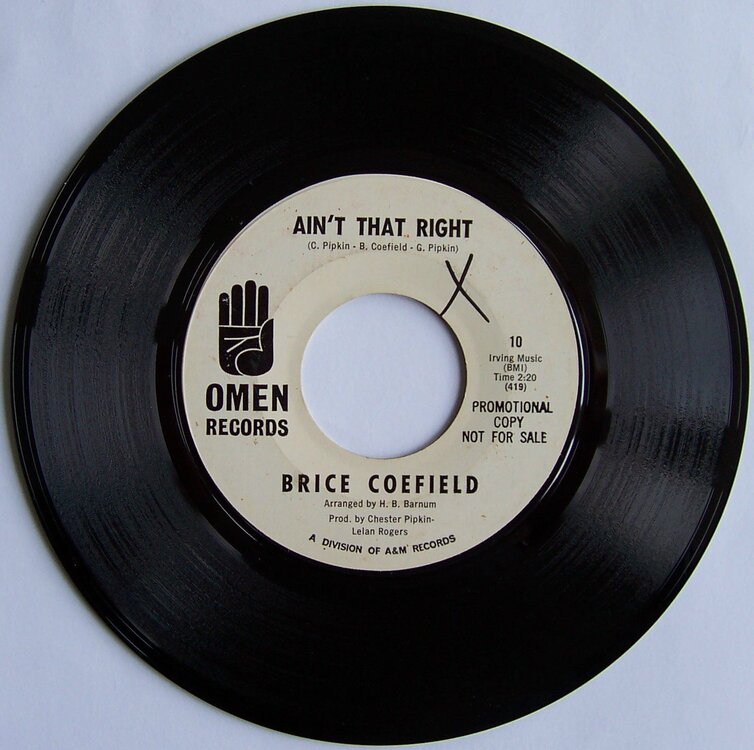 AIN'T THAT RIGHT
(C. Pipkin - B. Coefield - G. Pipkin)
OMEN
RECORDS
10
Irving Music
(BMI)
Time 2:20
(419)
PROMOTIONAL
COPY
NOT FOR SALE
BRICE COEFIELD
Arranged by H. B. Barnum
Prod. by Chester Pipkin-
Lelan Rogers
A DIVISION OF A&M RECORDS